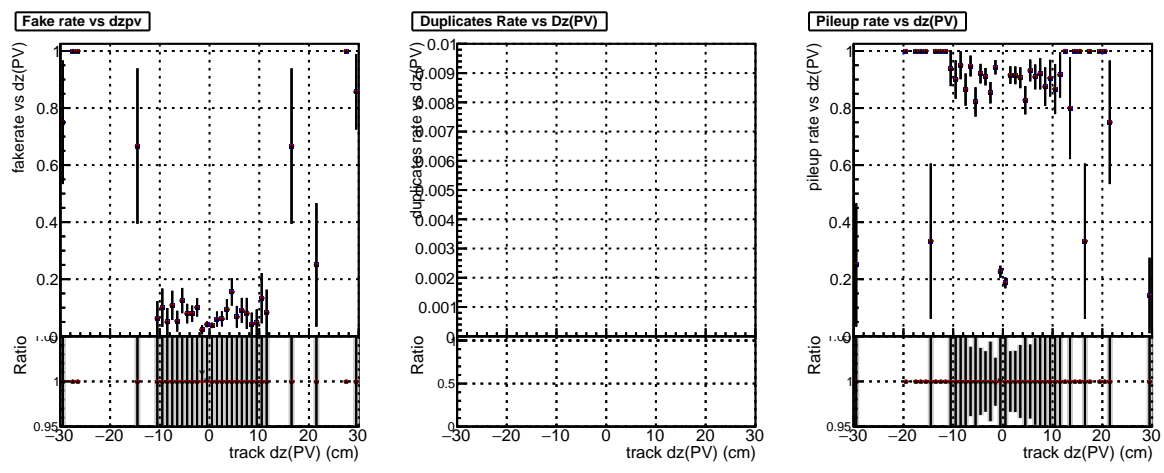 Fake rate vs dzpv
fakerate vs dz(PV)
1
0.8
0.6
0.4
0.2
0
Ratio
1
0.95
−30 −20 −10 0 10 20 30
track dz(PV) (cm)
Duplicates Rate vs Dz(PV)
duplicates rate vs dz(PV)
0.01
0.009
0.008
0.007
0.006
0.005
0.004
0.003
0.002
0.001
0
Ratio
1
0.5
0
−30 −20 −10 0 10 20 30
track dz(PV) (cm)
Pileup rate vs dz(PV)
pileup rate vs dz(PV)
1
0.8
0.6
0.4
0.2
0
Ratio
1
0.95
−30 −20 −10 0 10 20 30
track dz(PV) (cm)